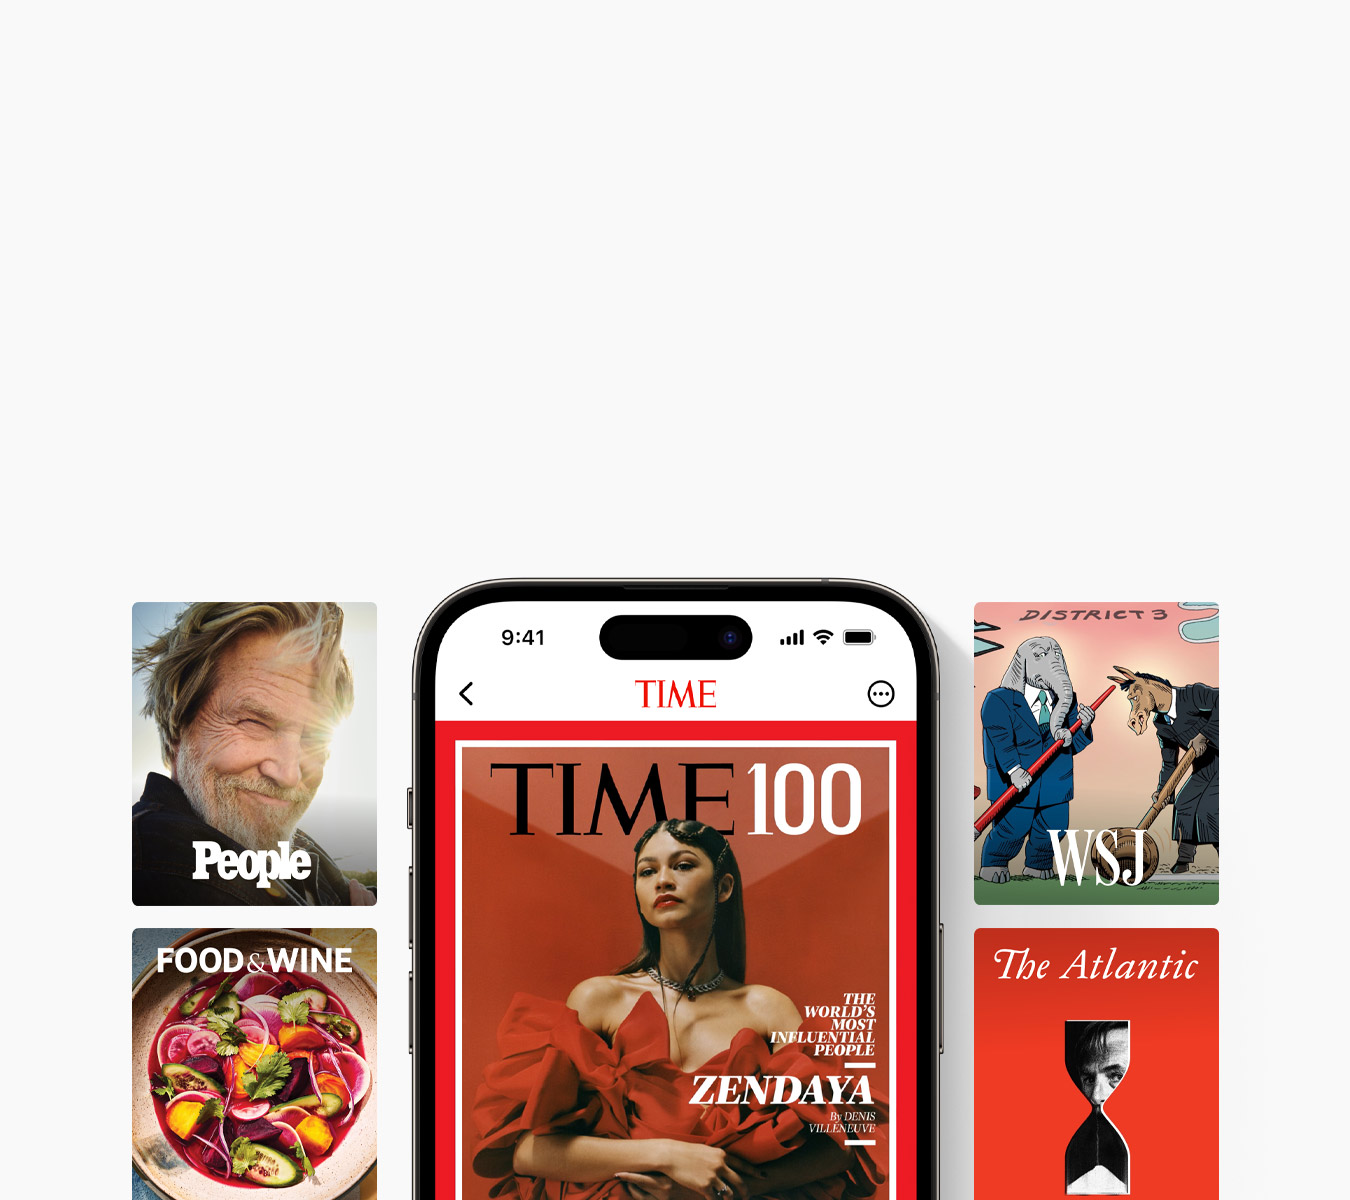 9:41
TIME
TIME 100
THE
WORLD'S
MOST
INFLUENTIAL
PEOPLE
ZENDAYA
By DENIS
VILLENEUVE
People
FOOD&WINE
DISTRICT 3
WSJ
The Atlantic